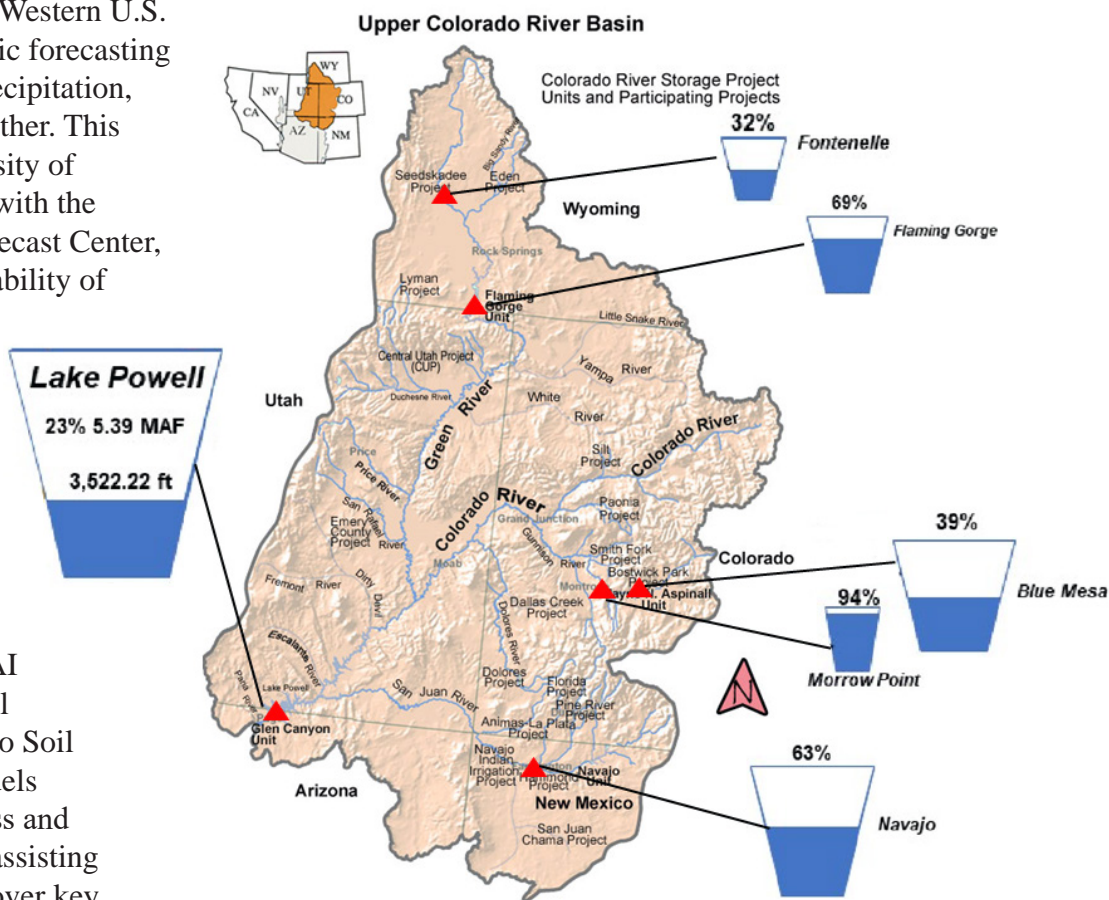 Western U.S.
ic forecasting
ecipitation,
ther. This
sity of
with the
ecast Center,
ability of
AI
l
o Soil
els
ss and
assisting
over key
Upper Colorado River Basin
WY
NV
UT
CO
CA
AZ
NM
Colorado River Storage Project
Units and Participating Projects
32%
Fontenelle
Big Sandy River
Seedskadee
Project
Eden
Project
Wyoming
69%
Flaming Gorge
Rock Springs
Lyman
Project
Flaming
Gorge
Unit
Little Snake River
Central Utah Project
(CUP)
Yampa River
Duchesne River
White
River
Utah
Green River
Lake Powell
23% 5.39 MAF
3,522.22 ft
Silt
Project
Colorado River
Price
Price River
San Rafael
River
Emery
County
Project
Colorado River
Grand Junction
Paonia
Project
Gunnison
River
Smith Fork
Project
Bostwick Park
Colorado
39%
Blue Mesa
Moab
N. Aspinall
Unit
94%
Morrow Point
Fremont River
Dirty
Devil
Dallas Creek
Project
Dolores River
Escalante River
Dolores
Project
Florida
Project
Pine River
Project
N
Lake Powell
San Juan River
Glen Canyon
Unit
Animas-La Plata
Project
Navajo
Indian
Irrigation
Project
Hammond
Project
Navajo
Unit
63%
Navajo
Arizona
New Mexico
San Juan
Chama Project